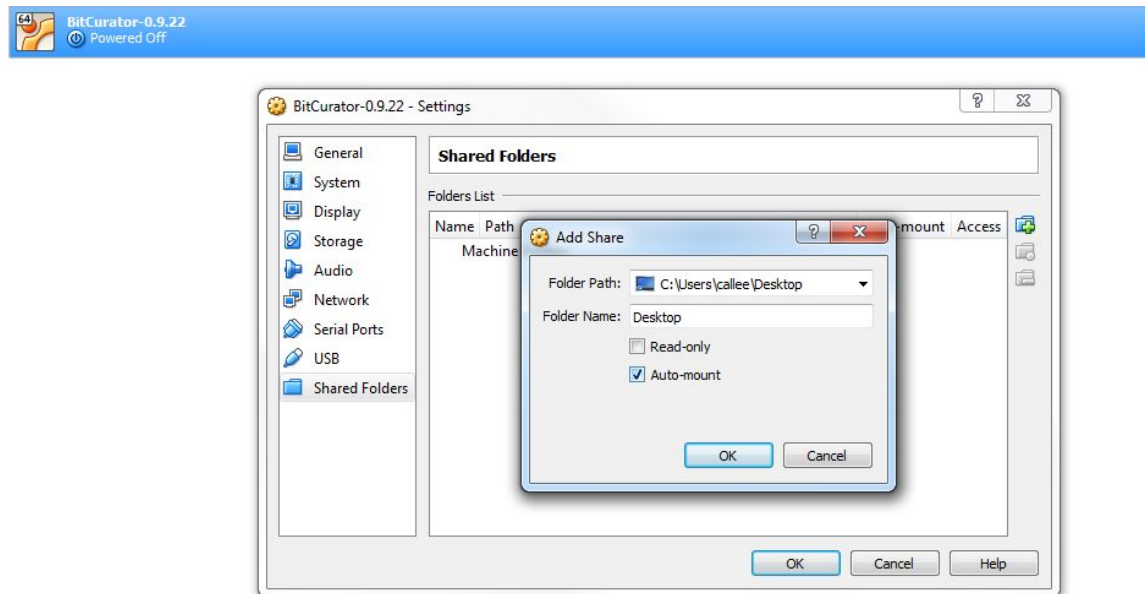 64
BitCurator-0.9.22
Powered Off
BitCurator-0.9.22 - Settings
General
System
Display
Storage
Audio
Network
Serial Ports
USB
Shared Folders
Shared Folders
Folders List
Name Path -mount Access
Machine
Add Share
Folder Path: C:\Users\callee\Desktop
Folder Name: Desktop
Read-only
Auto-mount
OK Cancel
OK Cancel Help